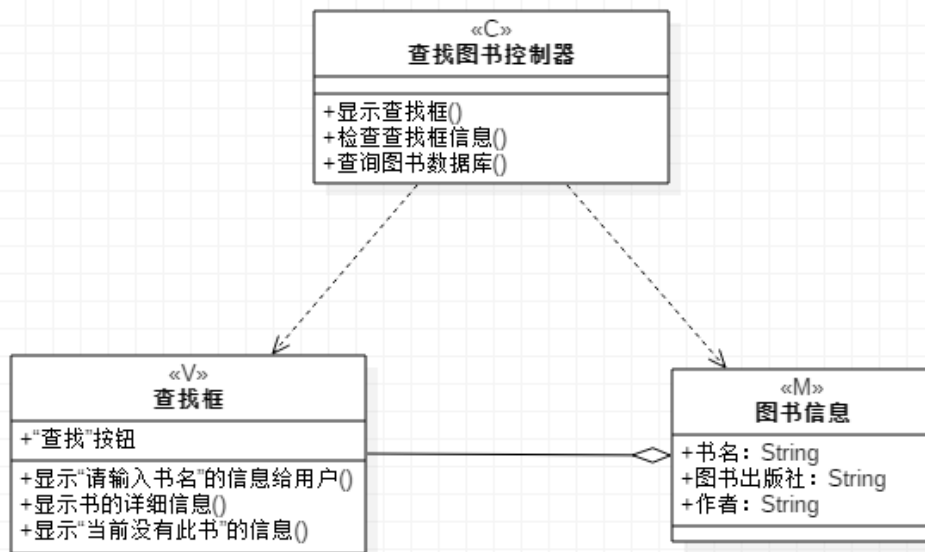 «C»
查找图书控制器
+显示查找框()
+检查查找框信息()
+查询图书数据库()
«V»
查找框
+“查找”按钮
+显示“请输入书名”的信息给用户()
+显示书的详细信息()
+显示“当前没有此书”的信息()
«M»
图书信息
+书名：String
+图书出版社：String
+作者：String